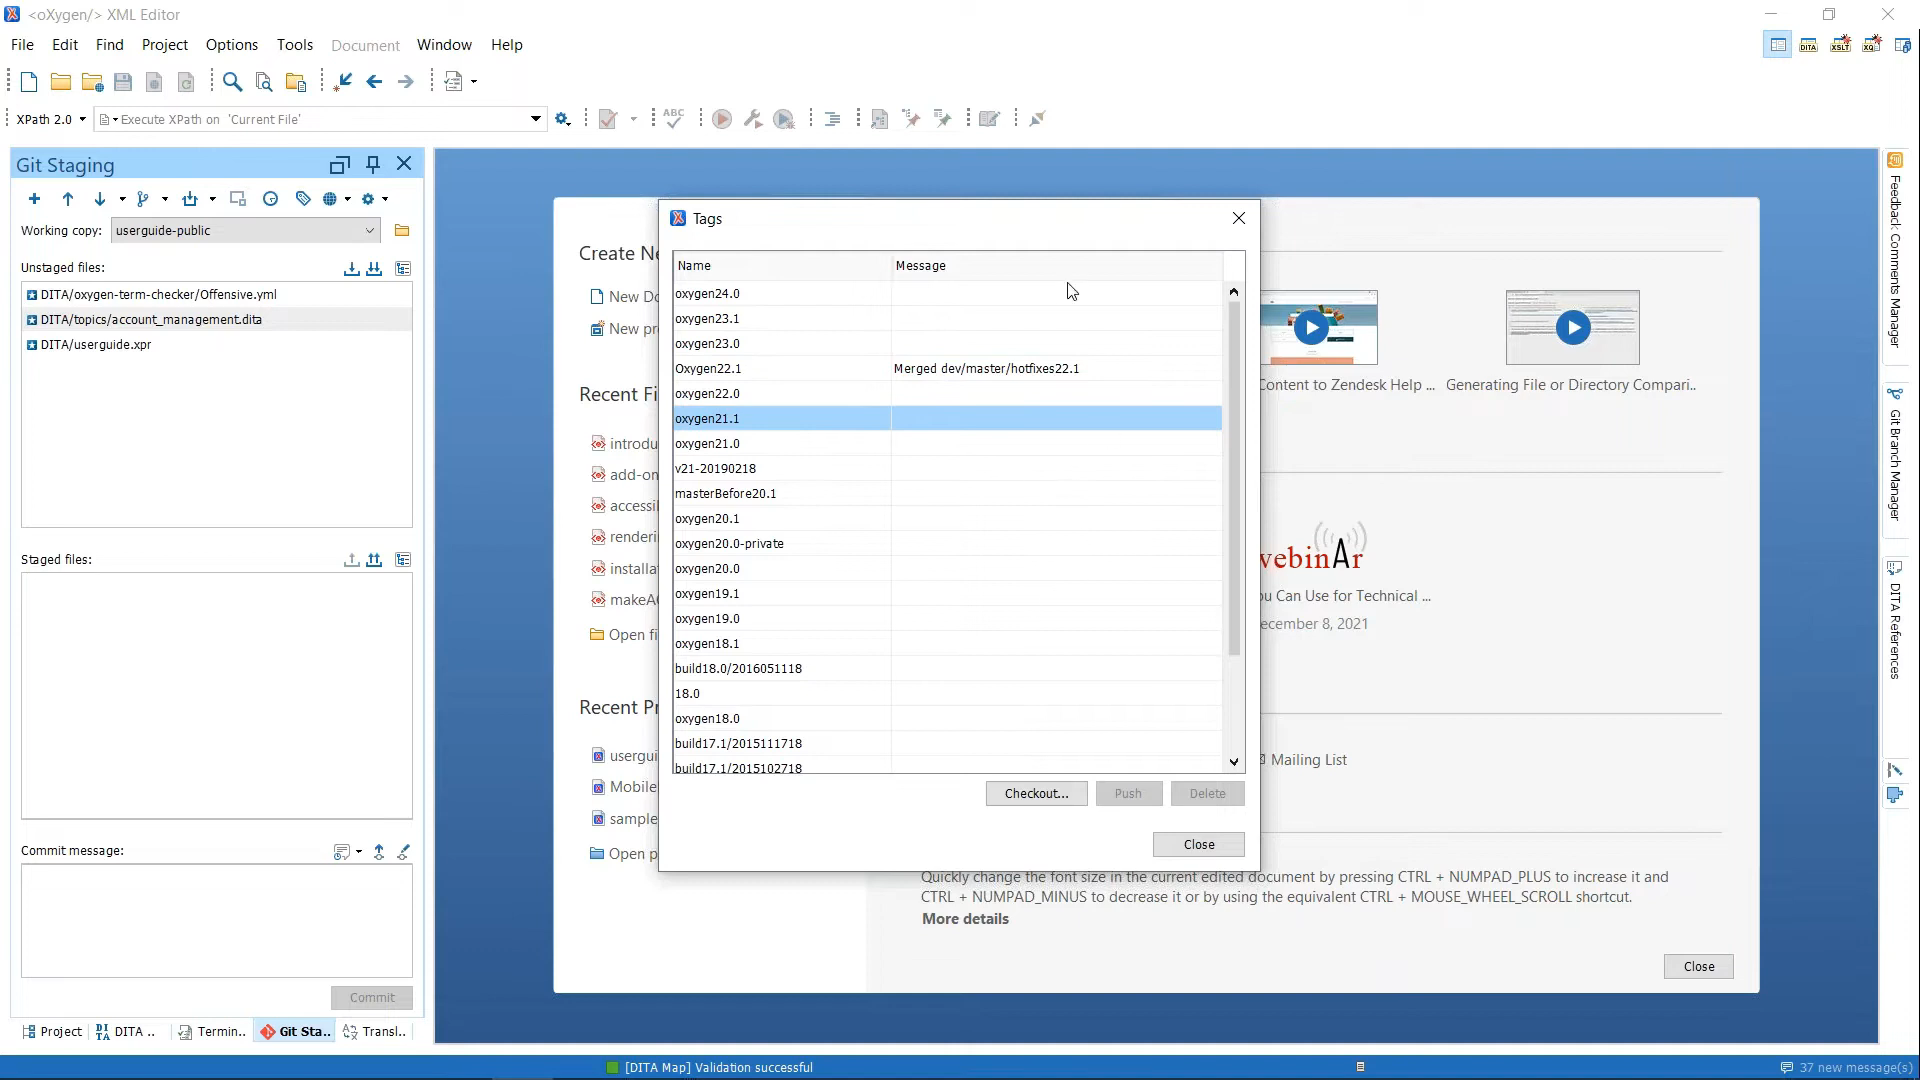 <oXygen/> XML Editor
File Edit Find Project Options Tools Document Window Help
DITA XSLT XQ
XPath 2.0 Execute XPath on 'Current File'
ABC
Git Staging
Working copy: userguide-public
Unstaged files:
DITA/oxygen-term-checker/Offensive.yml
DITA/topics/account_management.dita
DITA/userguide.xpr
Staged files:
Commit message:
Commit
Project DITA .. Termin.. Git Sta.. Transl..
Create Ne
New Do
New pr
Recent Fi
introdu
add-on
accessi
renderi
installa
makeAC
Open fi
Recent Pr
usergui
Mobile
sample
Open p
Tags
Name Message
oxygen24.0
oxygen23.1
oxygen23.0
Oxygen22.1 Merged dev/master/hotfixes22.1
oxygen22.0
oxygen21.1
oxygen21.0
v21-20190218
masterBefore20.1
oxygen20.1
oxygen20.0-private
oxygen20.0
oxygen19.1
oxygen19.0
oxygen18.1
build18.0/2016051118
18.0
oxygen18.0
build17.1/2015111718
build17.1/2015102718
Checkout... Push Delete
Close
Content to Zendesk Help ... Generating File or Directory Compari..
webinAr
ou Can Use for Technical ...
ecember 8, 2021
Mailing List
Quickly change the font size in the current edited document by pressing CTRL + NUMPAD_PLUS to increase it and
CTRL + NUMPAD_MINUS to decrease it or by using the equivalent CTRL + MOUSE_WHEEL_SCROLL shortcut.
More details
Close
Feedback Comments Manager
Git Branch Manager
DITA References
[DITA Map] Validation successful
37 new message(s)